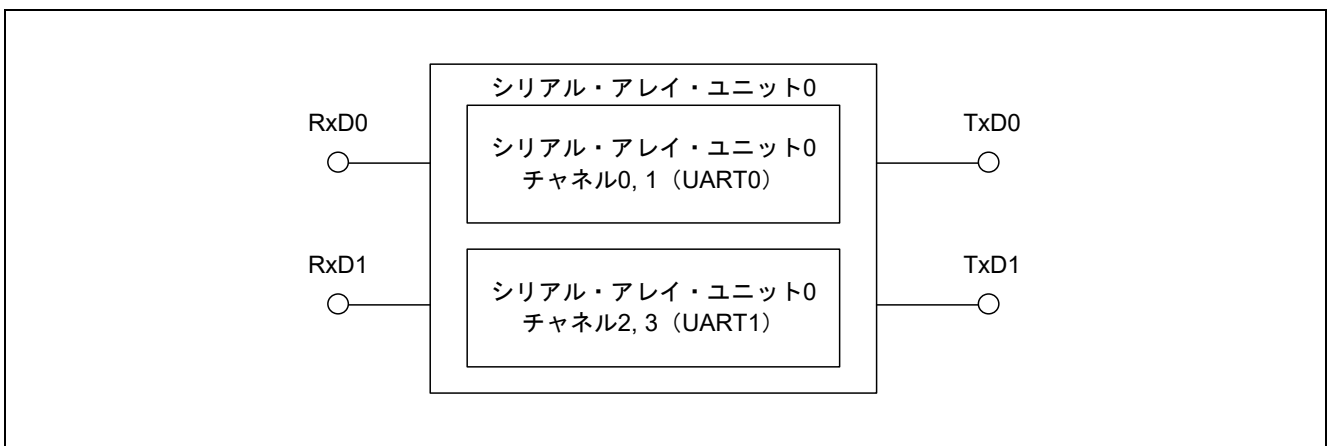 シリアル・アレイ・ユニット0
RxD0
シリアル・アレイ・ユニット0
チャネル0, 1（UART0）
TxD0
RxD1
シリアル・アレイ・ユニット0
チャネル2, 3（UART1）
TxD1